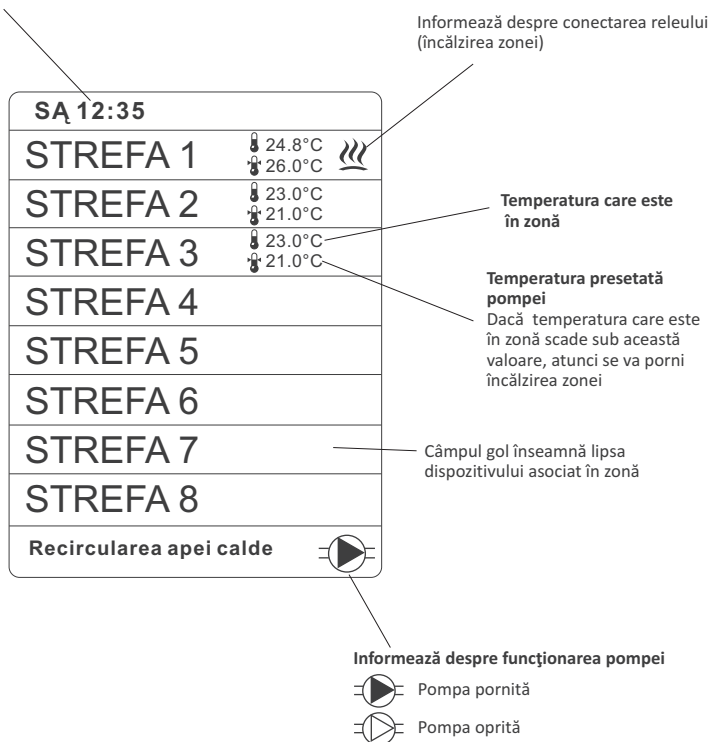 Informează despre conectarea releului
(încălzirea zonei)
SĄ 12:35
STREFA 1
24.8°C
26.0°C
STREFA 2
23.0°C
21.0°C
STREFA 3
23.0°C
21.0°C
STREFA 4
STREFA 5
STREFA 6
STREFA 7
STREFA 8
Recircularea apei calde
Temperatura care este
în zonă
Temperatura presetată
pompei
Dacă temperatura care este
în zonă scade sub această
valoare, atunci se va porni
încălzirea zonei
Câmpul gol înseamnă lipsa
dispozitivului asociat în zonă
Informează despre funcţionarea pompei
Pompa pornită
Pompa oprită